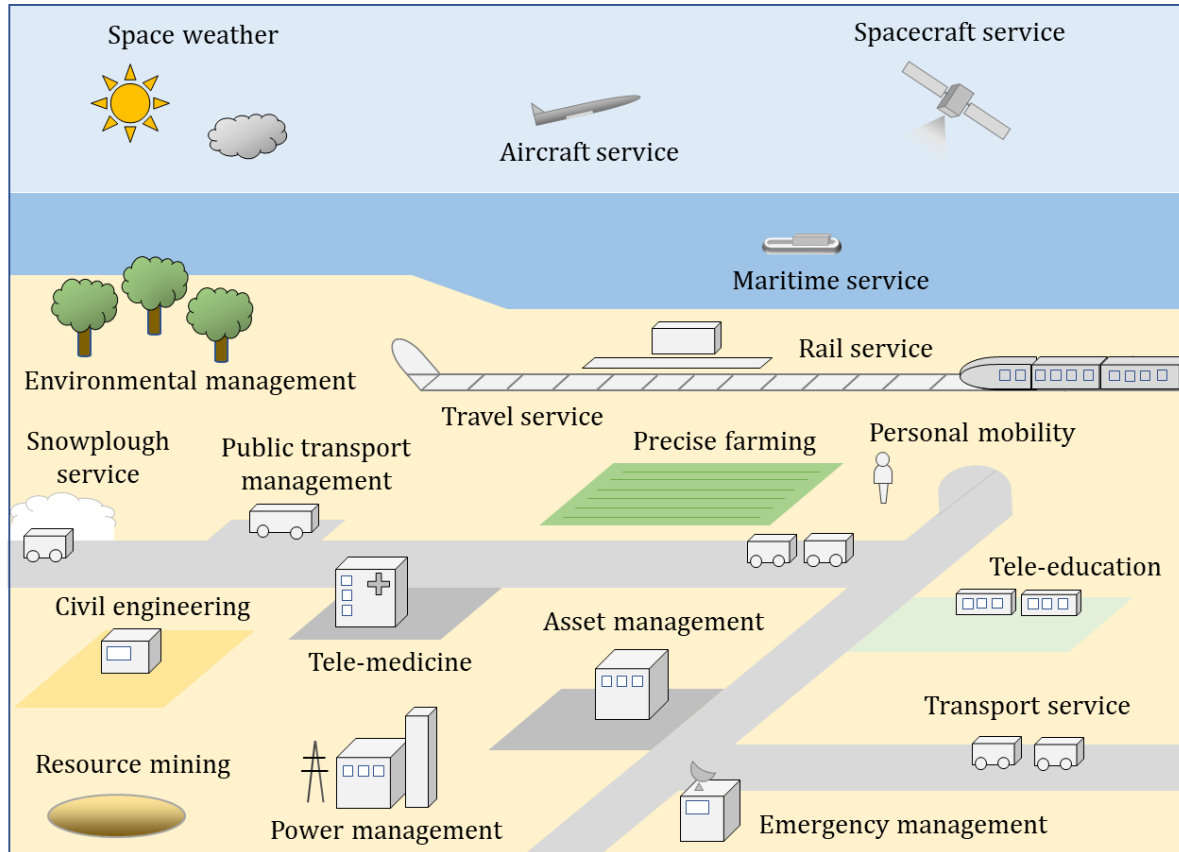 Space weather
Spacecraft service
Aircraft service
Maritime service
Rail service
Environmental management
Travel service
Snowplough
service
Public transport
management
Precise farming
Personal mobility
Tele-education
Civil engineering
Asset management
Tele-medicine
Transport service
Resource mining
Power management
Emergency management